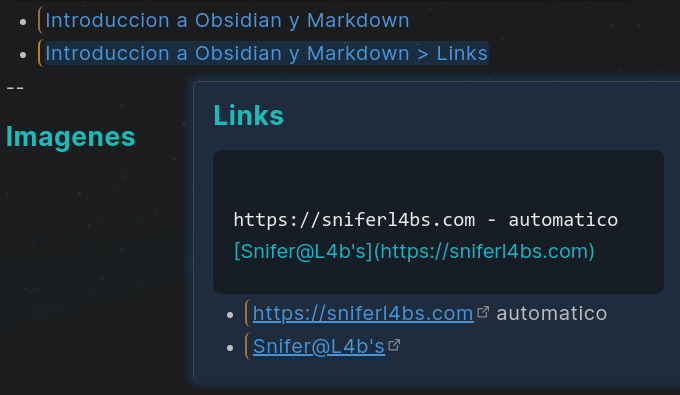 Introduccion a Obsidian y Markdown
Introduccion a Obsidian y Markdown > Links
--
Imagenes
Links
https://sniferl4bs.com - automatico
[Snifer@L4b's](https://sniferl4bs.com)
https://sniferl4bs.com automatico
Snifer@L4b's